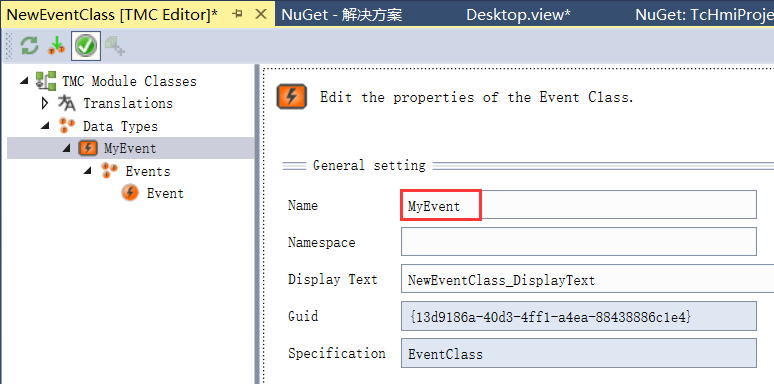 NewEventClass [TMC Editor]*
NuGet - 解决方案
Desktop.view*
NuGet: TcHmiProje
TMC Module Classes
Translations
Data Types
MyEvent
Events
Event
Edit the properties of the Event Class.
General setting
Name
MyEvent
Namespace
Display Text
NewEventClass_DisplayText
Guid
{13d9186a-40d3-4ff1-a4ea-88438886c1e4}
Specification
EventClass